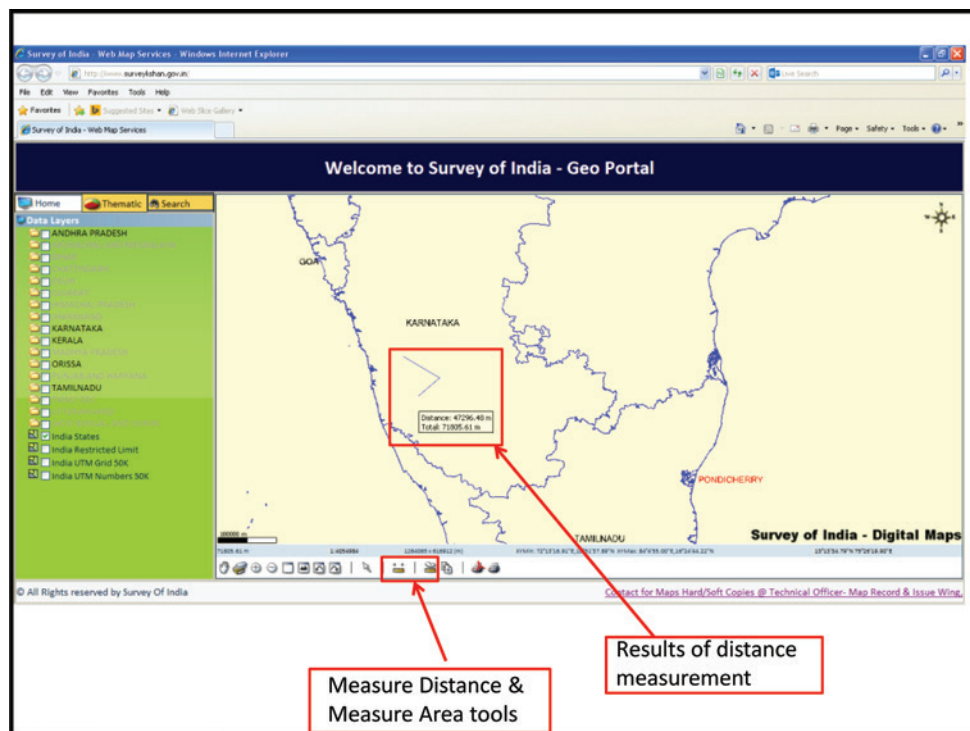 Survey of India - Web Map Services - Windows Internet Explorer
http://www.surveykshan.gov.in/
Live Search
File Edit View Favorites Tools Help
Favorites Suggested Sites Web Slice Gallery
Survey of India - Web Map Services
Page Safety Tools
Welcome to Survey of India - Geo Portal
Home Thematic Search
Data Layers
ANDHRA PRADESH
KARNATAKA
KERALA
ORISSA
TAMILNADU
India States
India Restricted Limit
India UTM Grid 50K
India UTM Numbers 50K
GOA
KARNATAKA
Distance: 47296.48 m
Total: 71805.61 m
PONDICHERRY
TAMILNADU
100000 m
Survey of India - Digital Maps
71805.61 m
© All Rights reserved by Survey Of India
Contact for Maps Hard/Soft Copies @ Technical Officer- Map Record & Issue Wing.
Measure Distance &
Measure Area tools
Results of distance
measurement